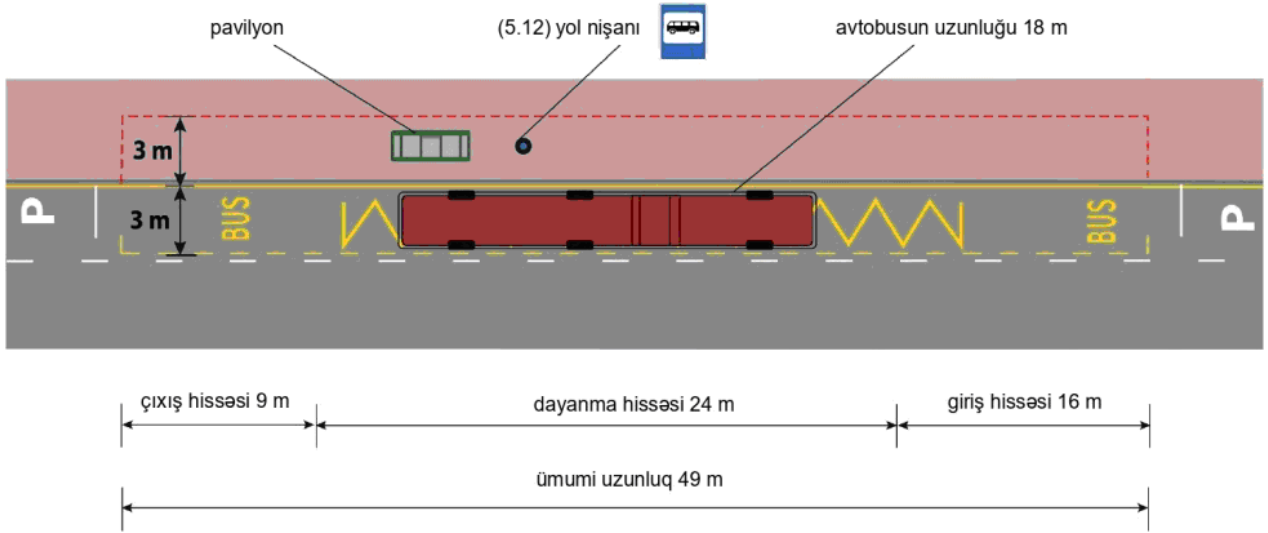 pavilyon
(5.12) yol nişanı
avtobusun uzunluğu 18 m
3 m
3 m
P
BUS
BUS
P
çıxış hissəsi 9 m
dayanma hissəsi 24 m
giriş hissəsi 16 m
ümumi uzunluq 49 m